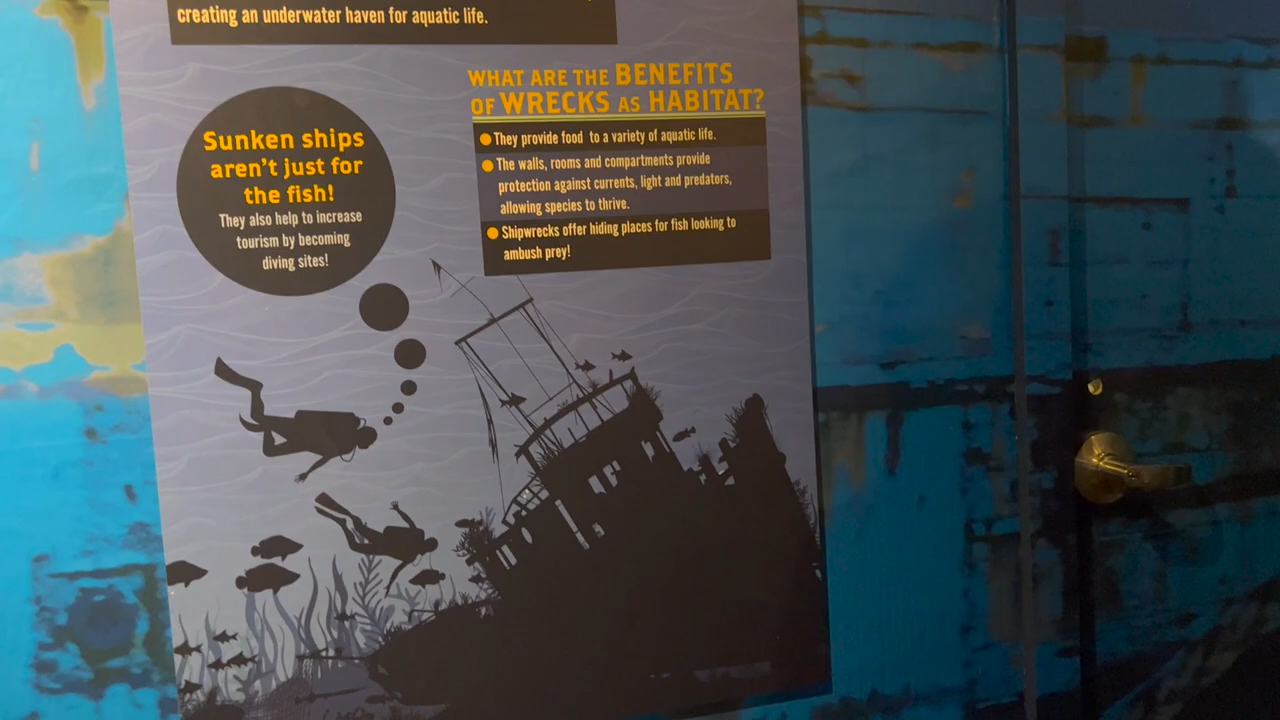 creating an underwater haven for aquatic life.
Sunken ships
aren't just for
the fish!
They also help to increase
tourism by becoming
diving sites!
WHAT ARE THE BENEFITS
OF WRECKS AS HABITAT?
They provide food to a variety of aquatic life.
The walls, rooms and compartments provide
protection against currents, light and predators,
allowing species to thrive.
Shipwrecks offer hiding places for fish looking to
ambush prey!